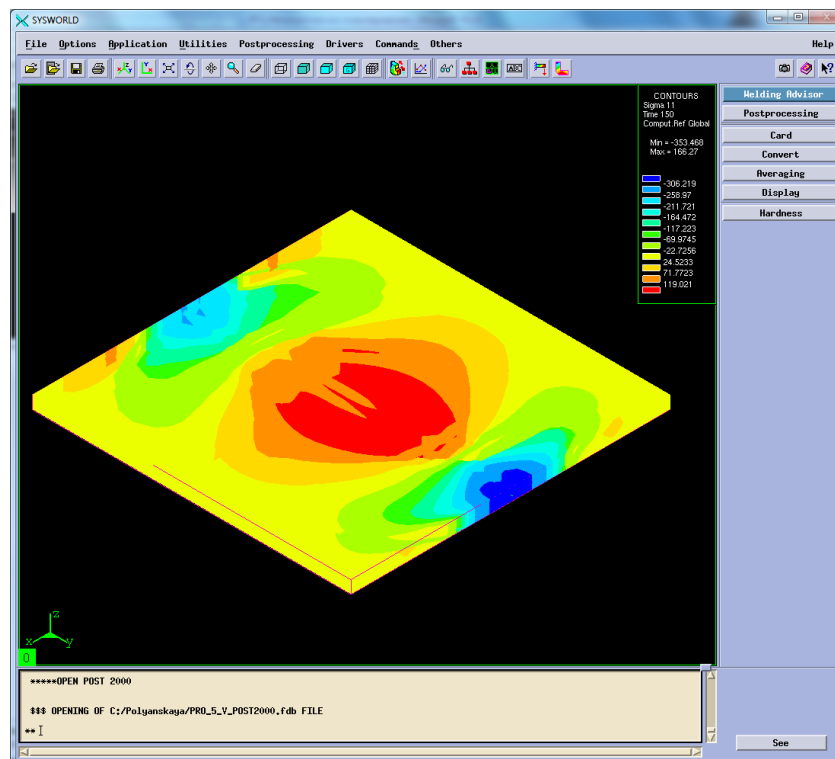 SYSWORLD
File Options Application Utilities Postprocessing Drivers Commands Others Help
ABC
CONTOURS
Sigma 11
Time 150
Comput.Ref Global
Min = -353.468
Max = 166.27
-306.219
-258.97
-211.721
-164.472
-117.223
-69.9745
-22.7256
24.5233
71.7723
119.021
Welding Advisor
Postprocessing
Card
Convert
Averaging
Display
Hardness
z
x
y
0
*****OPEN POST 2000
$$$ OPENING OF C:/Polyanskaya/PRO_5_V_POST2000.fdb FILE
**
See